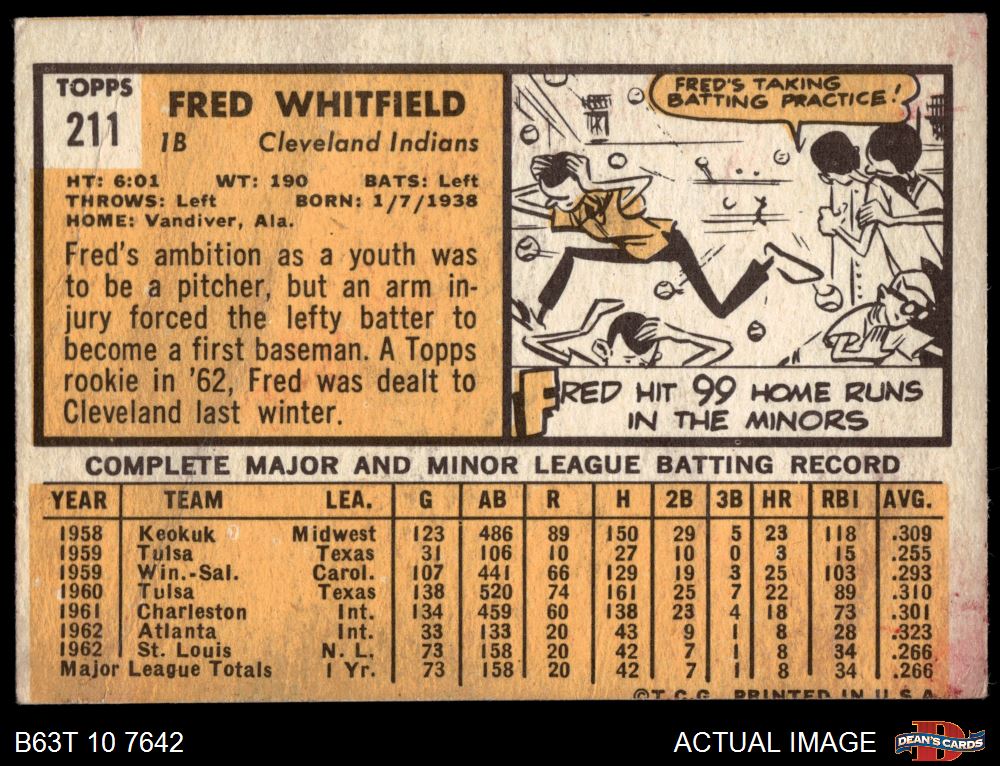 TOPPS
211
FRED WHITFIELD
1B Cleveland Indians
HT: 6:01 WT: 190 BATS: Left
THROWS: Left BORN: 1/7/1938
HOME: Vandiver, Ala.
Fred's ambition as a youth was
to be a pitcher, but an arm in-
jury forced the lefty batter to
become a first baseman. A Topps
rookie in '62, Fred was dealt to
Cleveland last winter.
FRED'S TAKING
BATTING PRACTICE!
FRED HIT 99 HOME RUNS
IN THE MINORS
COMPLETE MAJOR AND MINOR LEAGUE BATTING RECORD
YEAR TEAM LEA. G AB R H 2B 3B HR RBI AVG.
1958 Keokuk Midwest 123 486 89 150 29 5 23 118 .309
1959 Tulsa Texas 31 106 10 27 10 0 3 15 .255
1959 Win.-Sal. Carol. 107 441 66 129 19 3 25 103 .293
1960 Tulsa Texas 138 520 74 161 25 7 22 89 .310
1961 Charleston Int. 134 459 60 138 23 4 18 73 .301
1962 Atlanta Int. 33 133 20 43 9 1 8 28 .323
1962 St. Louis N. L. 73 158 20 42 7 1 8 34 .266
Major League Totals 1 Yr. 73 158 20 42 7 1 8 34 .266
©T.C.G. PRINTED IN U.S.A.
B63T 10 7642
ACTUAL IMAGE
DEAN'S CARDS